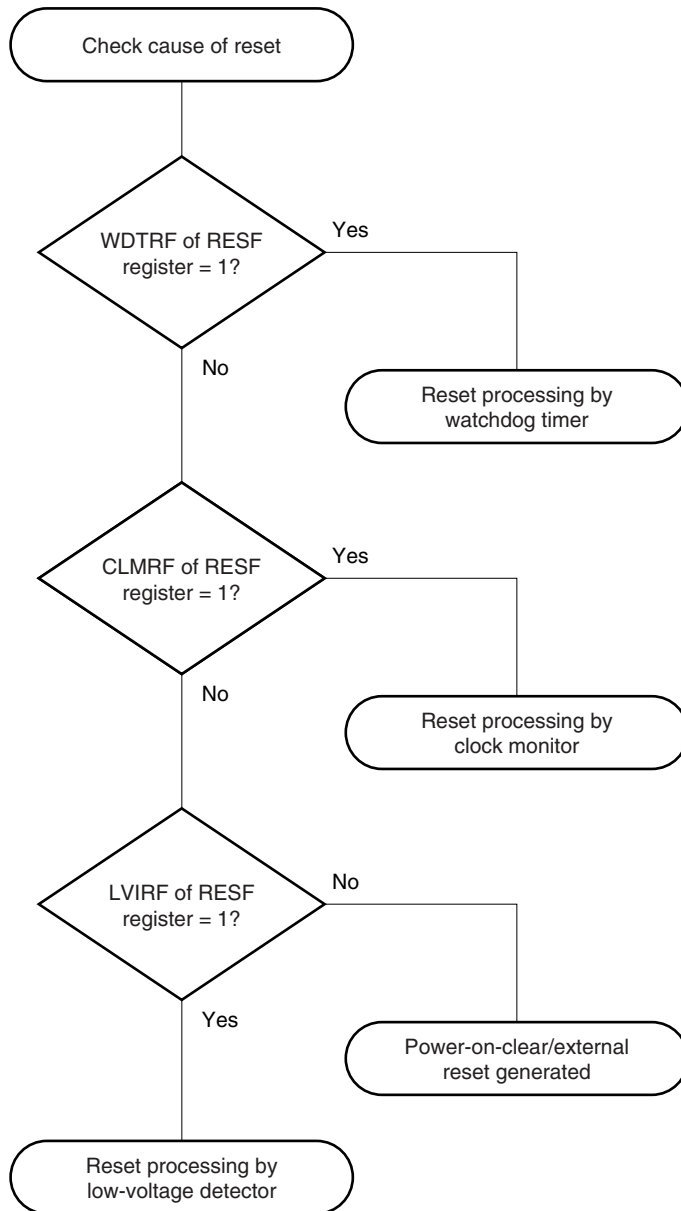 Check cause of reset
WDTRF of RESF
register = 1?
Yes
No
Reset processing by
watchdog timer
CLMRF of RESF
register = 1?
Yes
No
Reset processing by
clock monitor
LVIRF of RESF
register = 1?
No
Yes
Power-on-clear/external
reset generated
Reset processing by
low-voltage detector